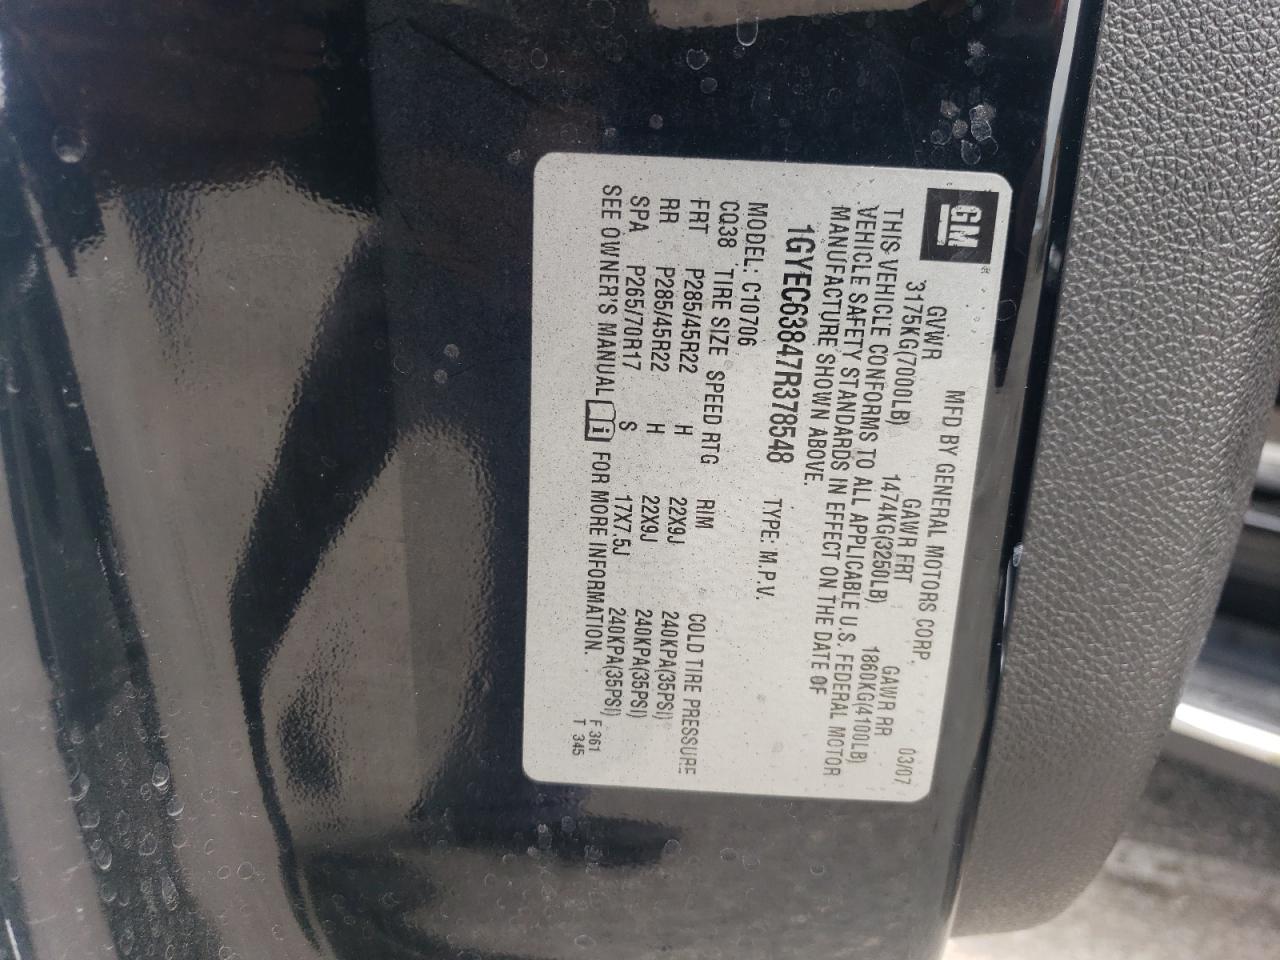 GM
MFD BY GENERAL MOTORS CORP. 03/07
GVWR GAWR FRT GAWR RR
3175KG(7000LB) 1474KG(3250LB) 1860KG(4100LB)
THIS VEHICLE CONFORMS TO ALL APPLICABLE U.S. FEDERAL MOTOR
VEHICLE SAFETY STANDARDS IN EFFECT ON THE DATE OF
MANUFACTURE SHOWN ABOVE.
1GYEC63847R378548 TYPE: M.P.V.
MODEL: C10706
CQ38 TIRE SIZE SPEED RTG RIM COLD TIRE PRESSURE
FRT P285/45R22 H 22X9J 240KPA(35PSI)
RR P285/45R22 H 22X9J 240KPA(35PSI)
SPA P265/70R17 S 17X7.5J 240KPA(35PSI)
SEE OWNER'S MANUAL FOR MORE INFORMATION.
F 361
T 345